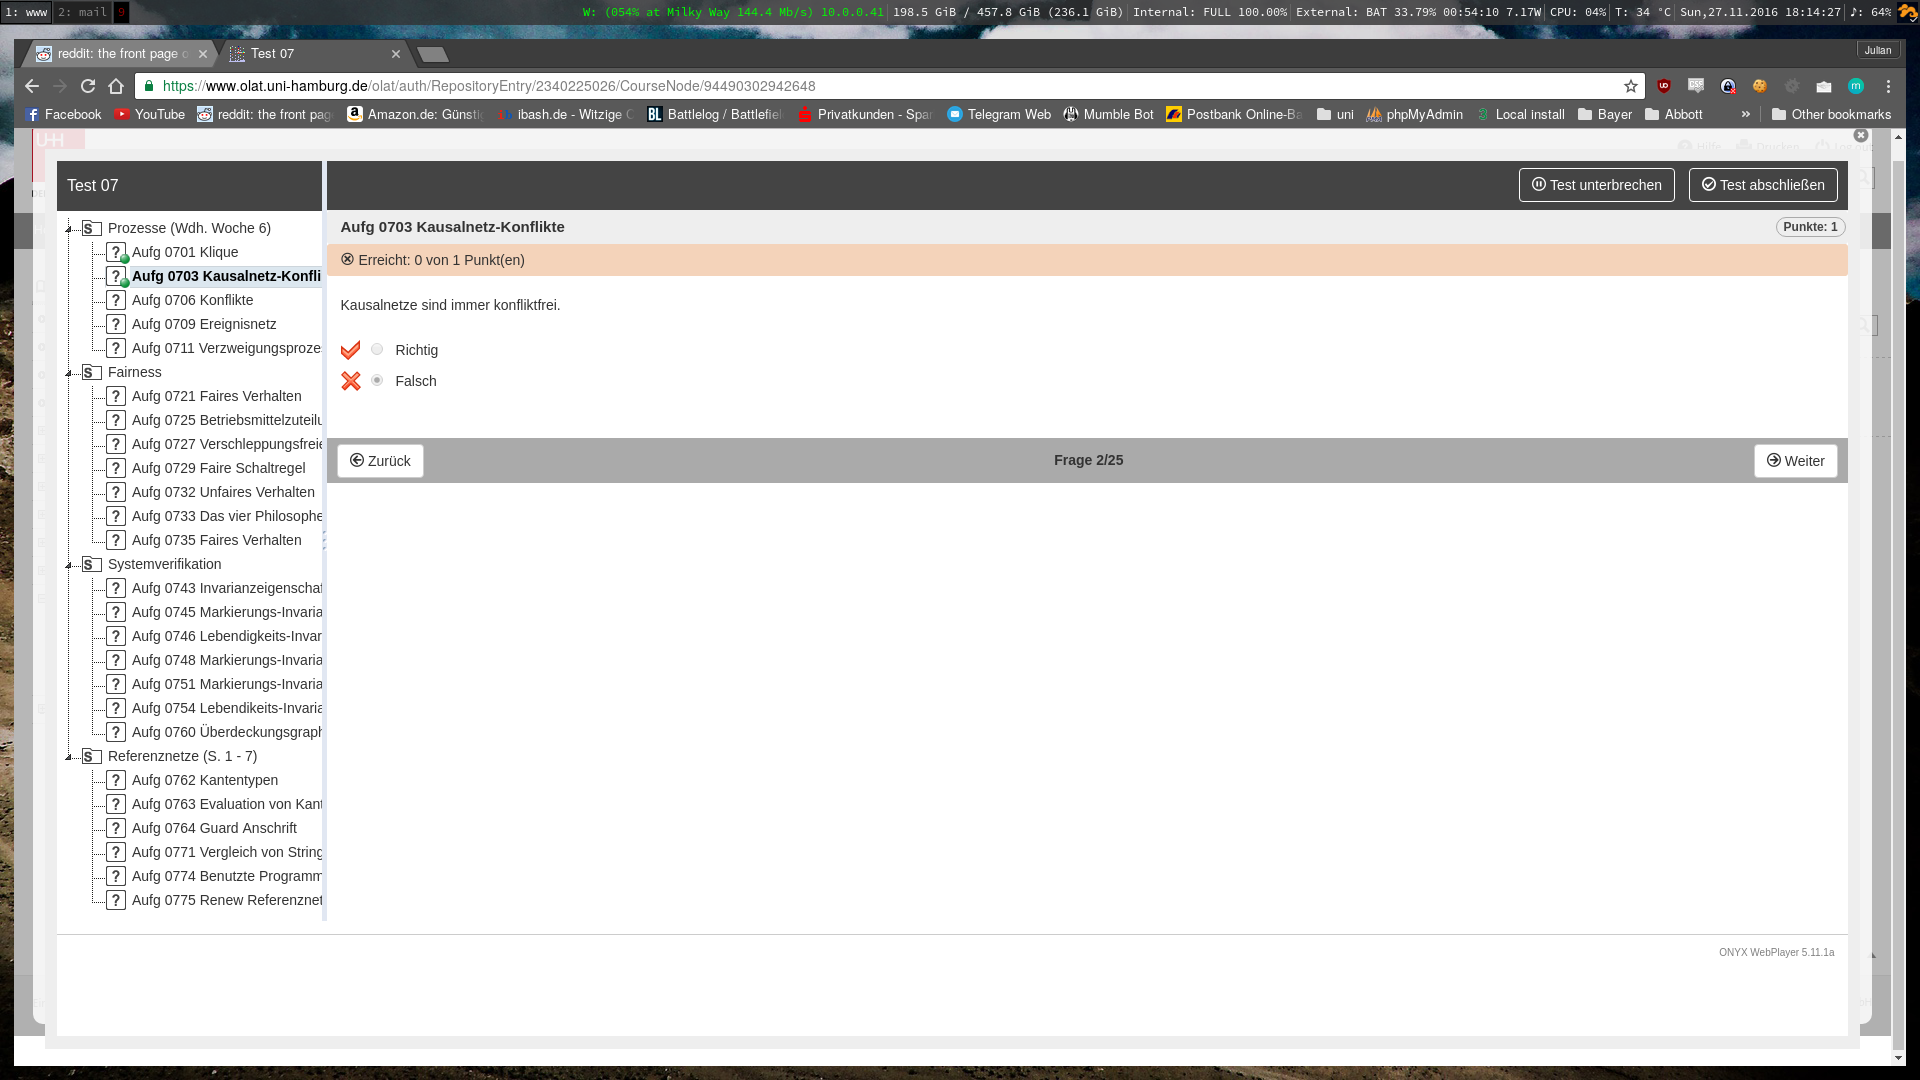 1: www 2: mail 9 W: (054% at Milky Way 144.4 Mb/s) 10.0.0.41 198.5 GiB / 457.8 GiB (236.1 GiB) Internal: FULL 100.00% External: BAT 33.79% 00:54:10 7.17W CPU: 04% T: 34 °C Sun,27.11.2016 18:14:27 ♪: 64%
reddit: the front page o Test 07 Julian
https://www.olat.uni-hamburg.de/olat/auth/RepositoryEntry/2340225026/CourseNode/94490302942648
Facebook YouTube reddit: the front pag Amazon.de: Günsti ibash.de - Witzige C Battlelog / Battlefiel Privatkunden - Spar Telegram Web Mumble Bot Postbank Online-Ba uni phpMyAdmin Local install Bayer Abbott » Other bookmarks
Test 07
Test unterbrechen Test abschließen
Prozesse (Wdh. Woche 6)
Aufg 0701 Klique
Aufg 0703 Kausalnetz-Konfli
Aufg 0706 Konflikte
Aufg 0709 Ereignisnetz
Aufg 0711 Verzweigungsproze
Fairness
Aufg 0721 Faires Verhalten
Aufg 0725 Betriebsmittelzuteilu
Aufg 0727 Verschleppungsfreie
Aufg 0729 Faire Schaltregel
Aufg 0732 Unfaires Verhalten
Aufg 0733 Das vier Philosophe
Aufg 0735 Faires Verhalten
Systemverifikation
Aufg 0743 Invarianzeigenschaf
Aufg 0745 Markierungs-Invaria
Aufg 0746 Lebendigkeits-Invar
Aufg 0748 Markierungs-Invaria
Aufg 0751 Markierungs-Invaria
Aufg 0754 Lebendikeits-Invaria
Aufg 0760 Überdeckungsgraph
Referenznetze (S. 1 - 7)
Aufg 0762 Kantentypen
Aufg 0763 Evaluation von Kant
Aufg 0764 Guard Anschrift
Aufg 0771 Vergleich von String
Aufg 0774 Benutzte Programm
Aufg 0775 Renew Referenznet
Aufg 0703 Kausalnetz-Konflikte Punkte: 1
Erreicht: 0 von 1 Punkt(en)
Kausalnetze sind immer konfliktfrei.
Richtig
Falsch
Zurück Frage 2/25 Weiter
ONYX WebPlayer 5.11.1a